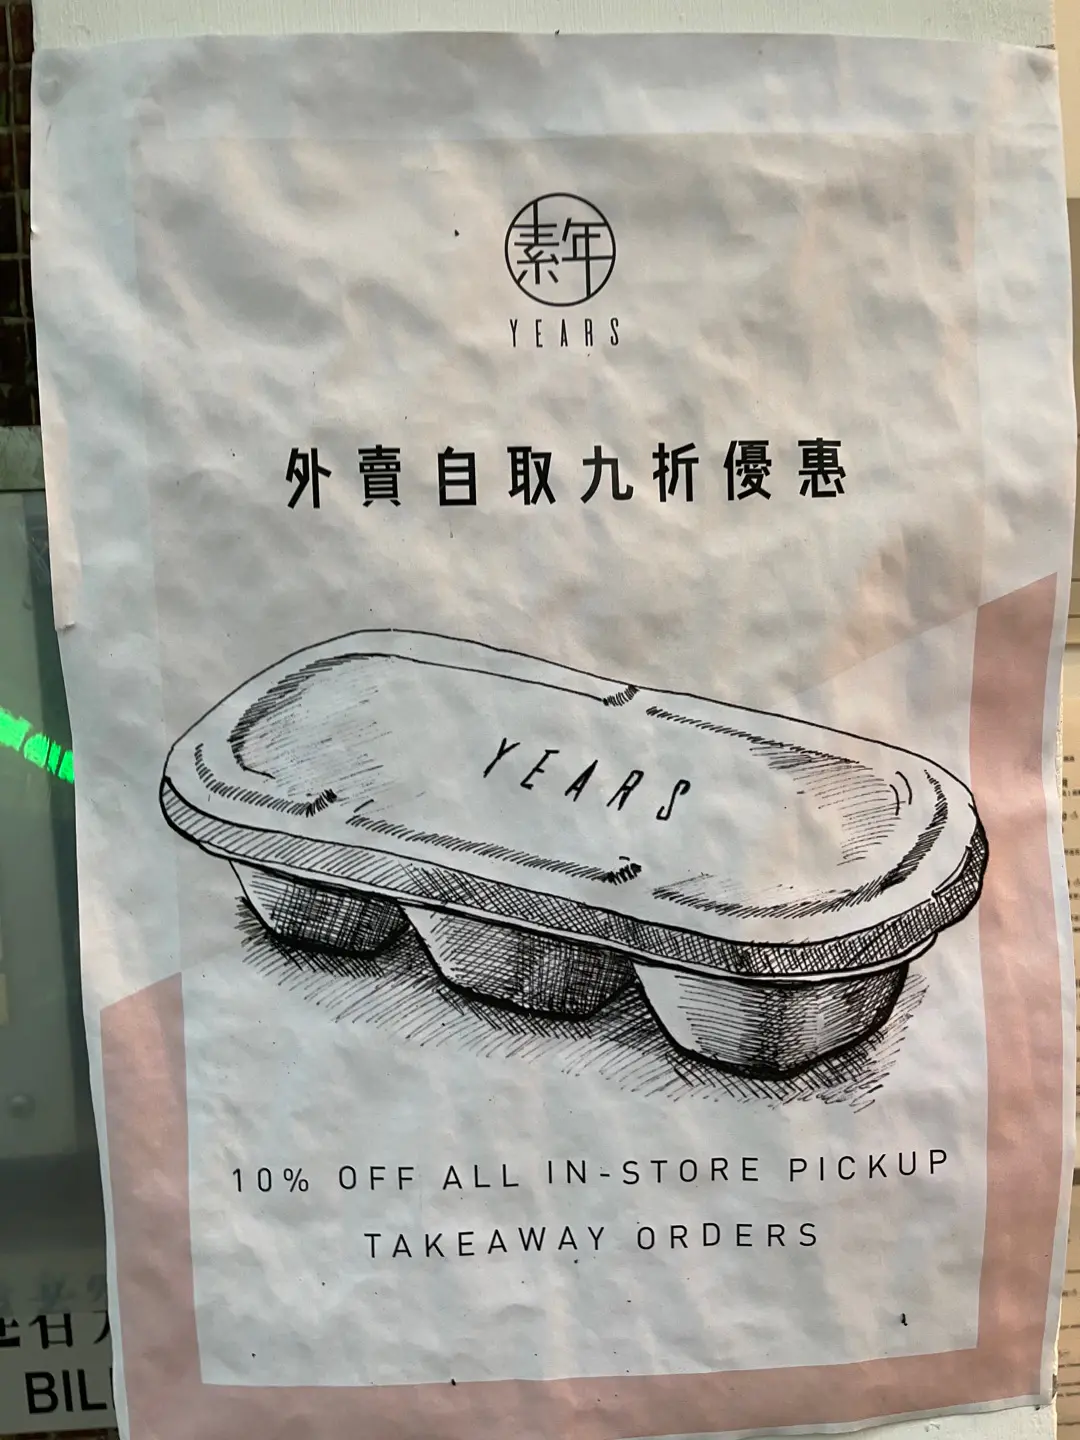 素年
YEARS
外賣自取九折優惠
YEARS
10% OFF ALL IN-STORE PICKUP
TAKEAWAY ORDERS